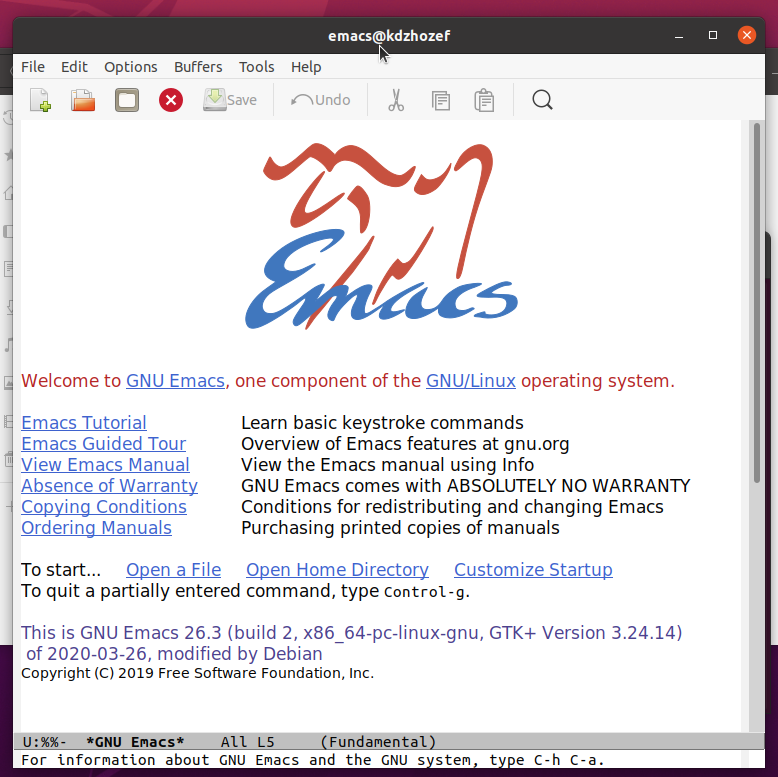 emacs@kdzhozef
File Edit Options Buffers Tools Help
Save Undo
Emacs
Welcome to GNU Emacs, one component of the GNU/Linux operating system.
Emacs Tutorial Learn basic keystroke commands
Emacs Guided Tour Overview of Emacs features at gnu.org
View Emacs Manual View the Emacs manual using Info
Absence of Warranty GNU Emacs comes with ABSOLUTELY NO WARRANTY
Copying Conditions Conditions for redistributing and changing Emacs
Ordering Manuals Purchasing printed copies of manuals
To start... Open a File Open Home Directory Customize Startup
To quit a partially entered command, type control-g.
This is GNU Emacs 26.3 (build 2, x86_64-pc-linux-gnu, GTK+ Version 3.24.14)
of 2020-03-26, modified by Debian
Copyright (C) 2019 Free Software Foundation, Inc.
U:%%- *GNU Emacs* All L5 (Fundamental)
For information about GNU Emacs and the GNU system, type C-h C-a.